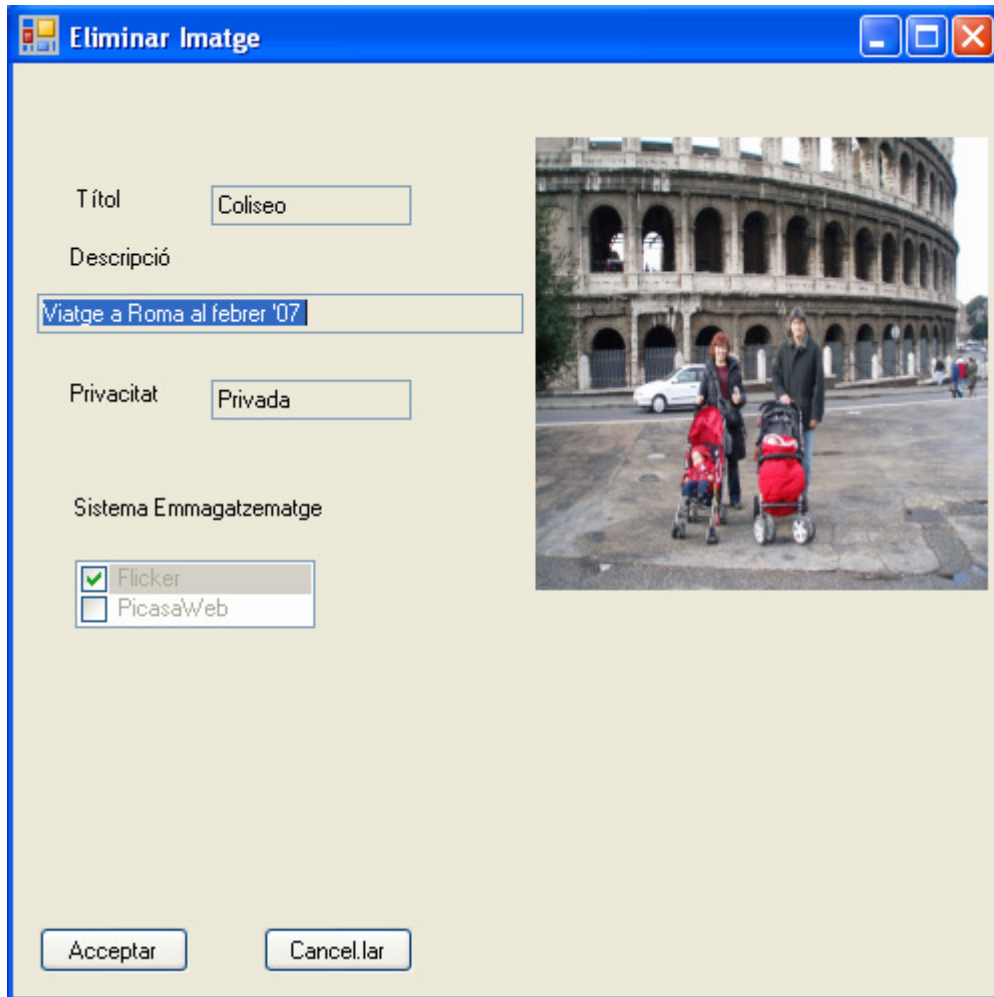 Eliminar Imatge
Títol
Coliseo
Descripció
Viatge a Roma al febrer '07
Privacitat
Privada
Sistema Emmagatzematge
Flicker
PicasaWeb
Acceptar
Cancel.lar